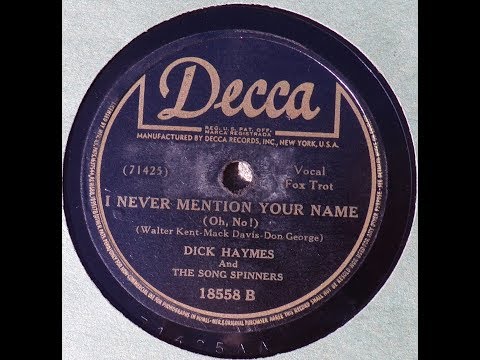 Decca
REG. U.S. PAT. OFF.
MARCA REGISTRADA
MANUFACTURED BY DECCA RECORDS, INC., NEW YORK, U.S.A.
(71425)
Vocal
Fox Trot
I NEVER MENTION YOUR NAME
(Oh, No!)
(Walter Kent-Mack Davis-Don George)
DICK HAYMES
And
THE SONG SPINNERS
18558 B